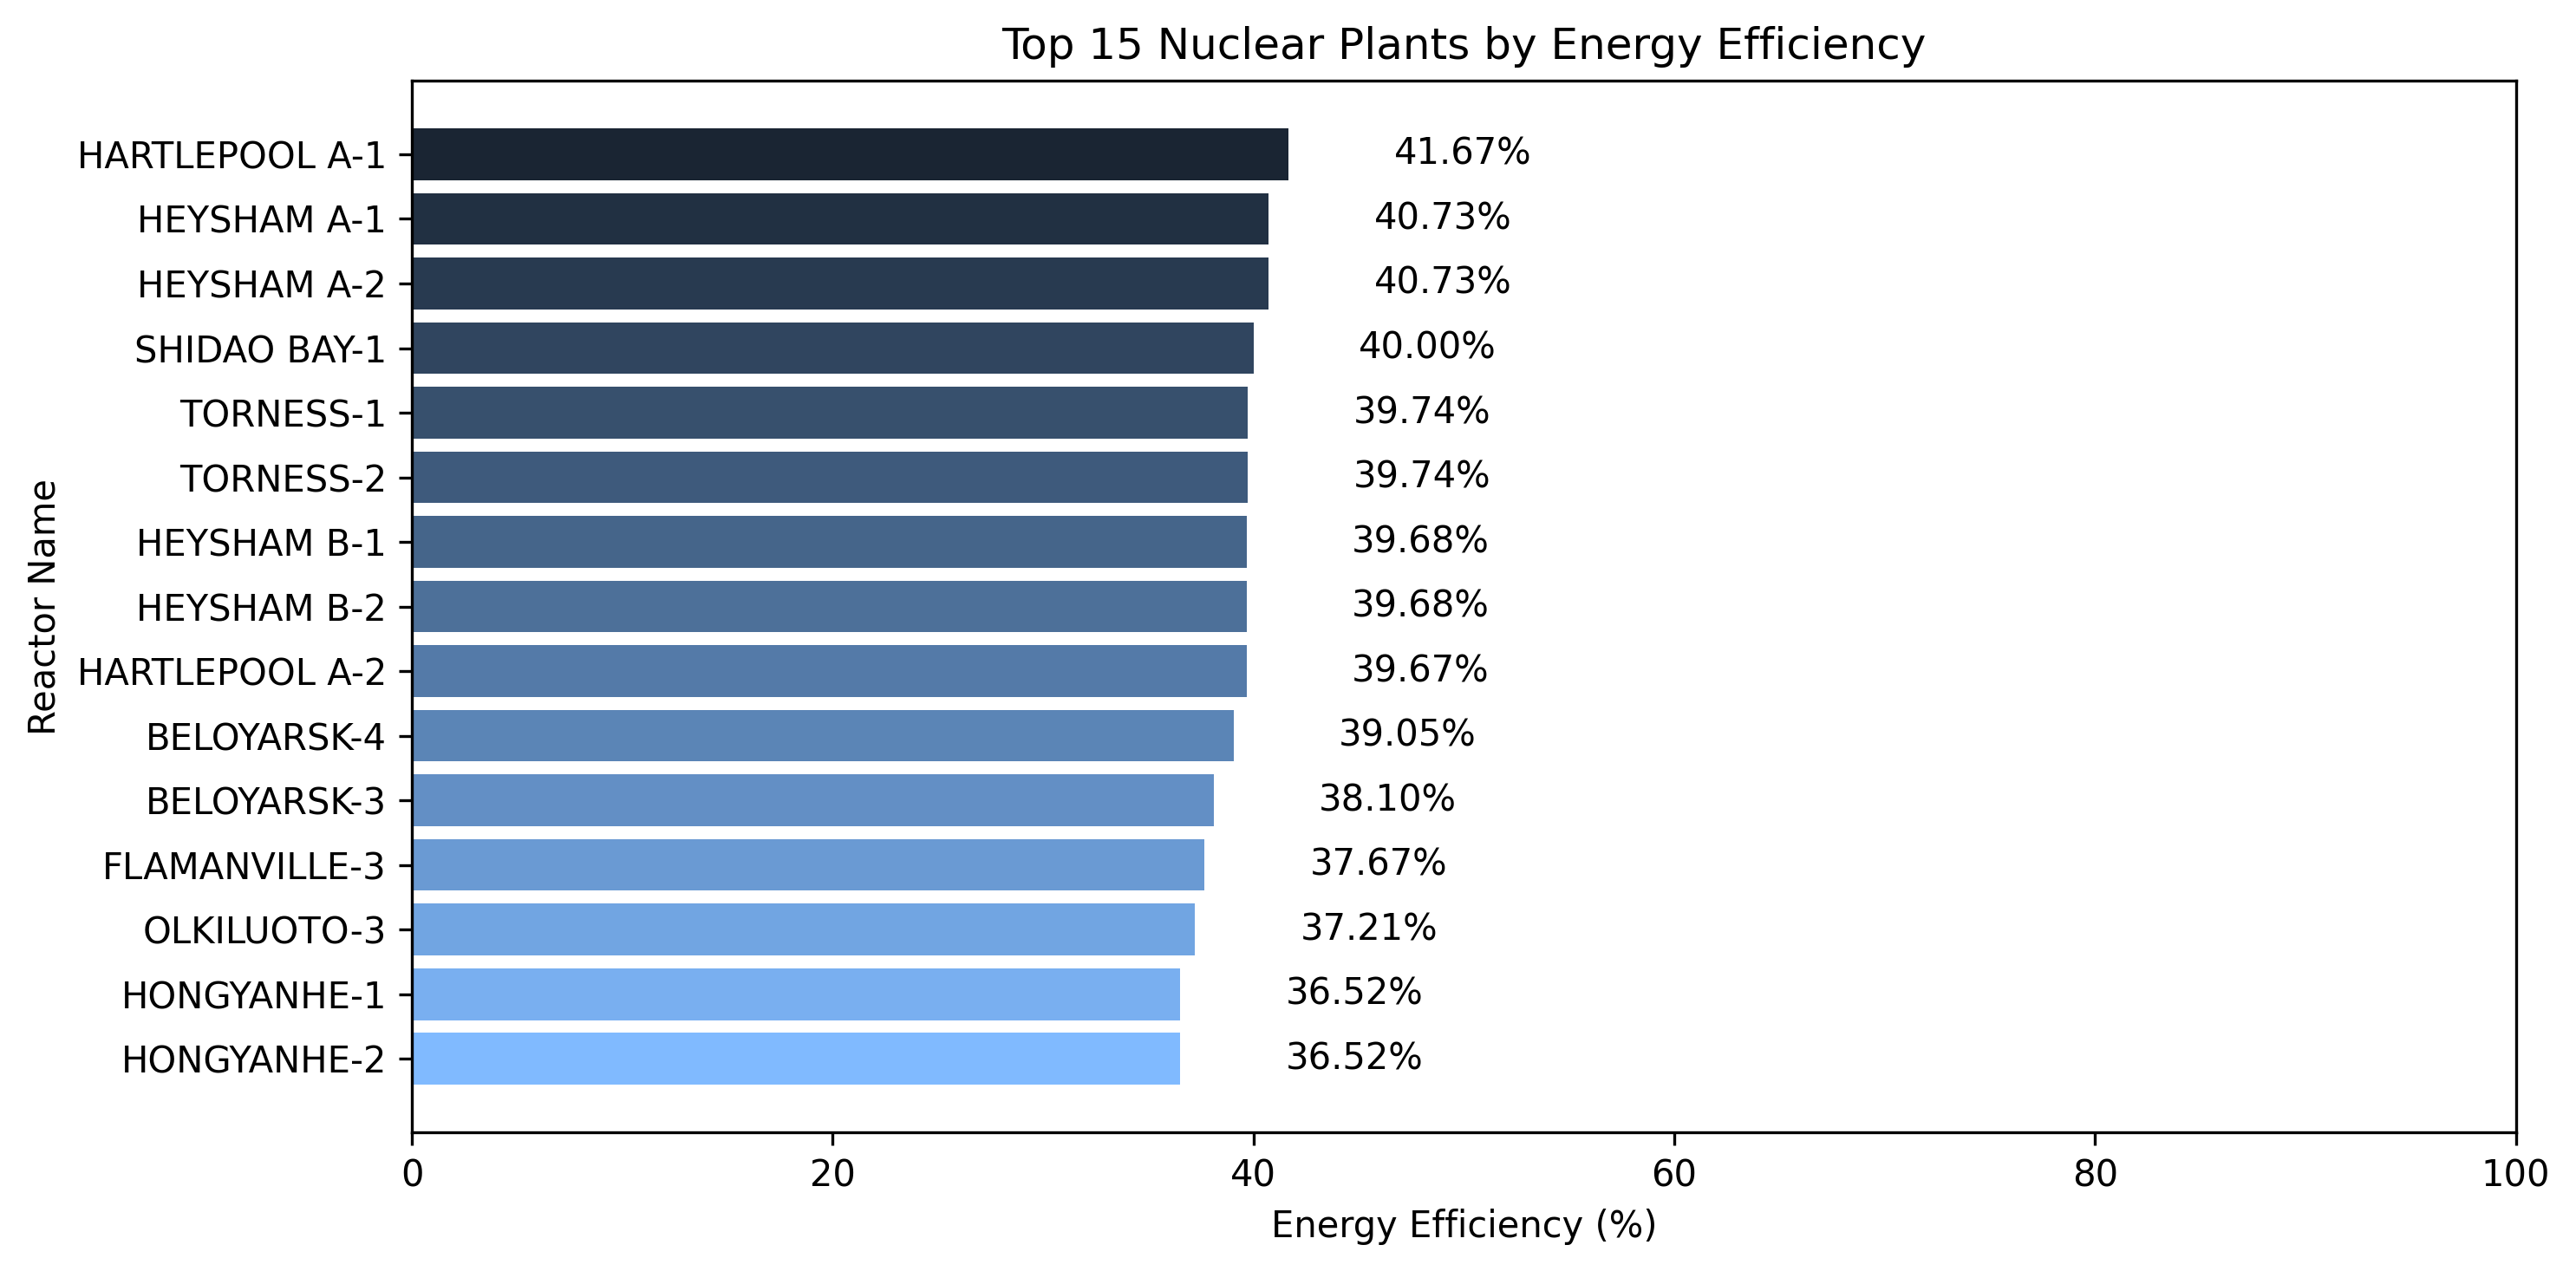 Top 15 Nuclear Plants by Energy Efficiency
Reactor Name
HARTLEPOOL A-1 41.67%
HEYSHAM A-1 40.73%
HEYSHAM A-2 40.73%
SHIDAO BAY-1 40.00%
TORNESS-1 39.74%
TORNESS-2 39.74%
HEYSHAM B-1 39.68%
HEYSHAM B-2 39.68%
HARTLEPOOL A-2 39.67%
BELOYARSK-4 39.05%
BELOYARSK-3 38.10%
FLAMANVILLE-3 37.67%
OLKILUOTO-3 37.21%
HONGYANHE-1 36.52%
HONGYANHE-2 36.52%
0 20 40 60 80 100
Energy Efficiency (%)